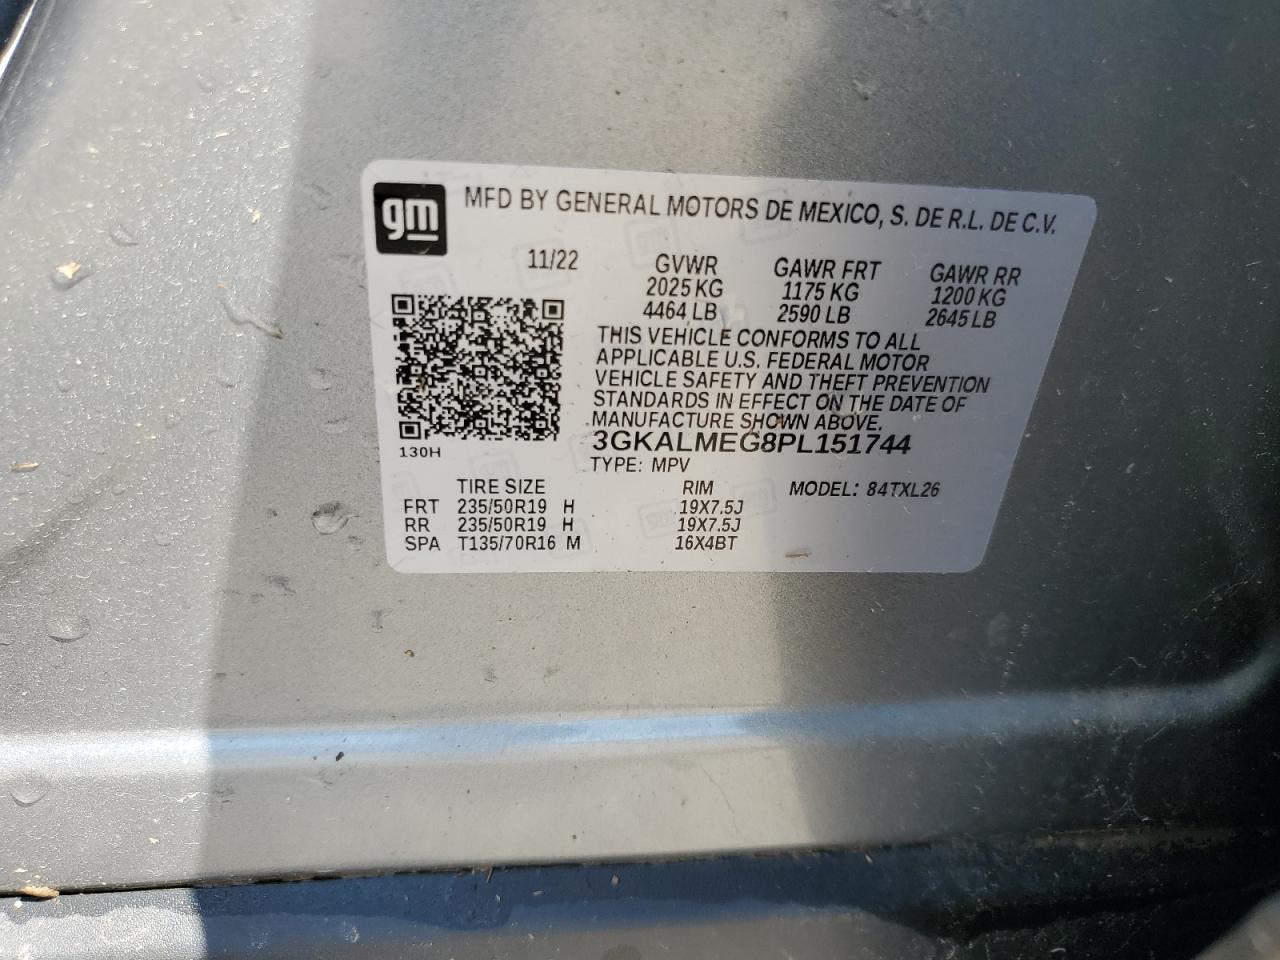 gm
MFD BY GENERAL MOTORS DE MEXICO, S. DE R.L. DE C.V.
11/22
GVWR GAWR FRT GAWR RR
2025 KG 1175 KG 1200 KG
4464 LB 2590 LB 2645 LB
THIS VEHICLE CONFORMS TO ALL
APPLICABLE U.S. FEDERAL MOTOR
VEHICLE SAFETY AND THEFT PREVENTION
STANDARDS IN EFFECT ON THE DATE OF
MANUFACTURE SHOWN ABOVE.
3GKALMEG8PL151744
130H
TYPE: MPV
TIRE SIZE RIM MODEL: 84TXL26
FRT 235/50R19 H 19X7.5J
RR 235/50R19 H 19X7.5J
SPA T135/70R16 M 16X4BT